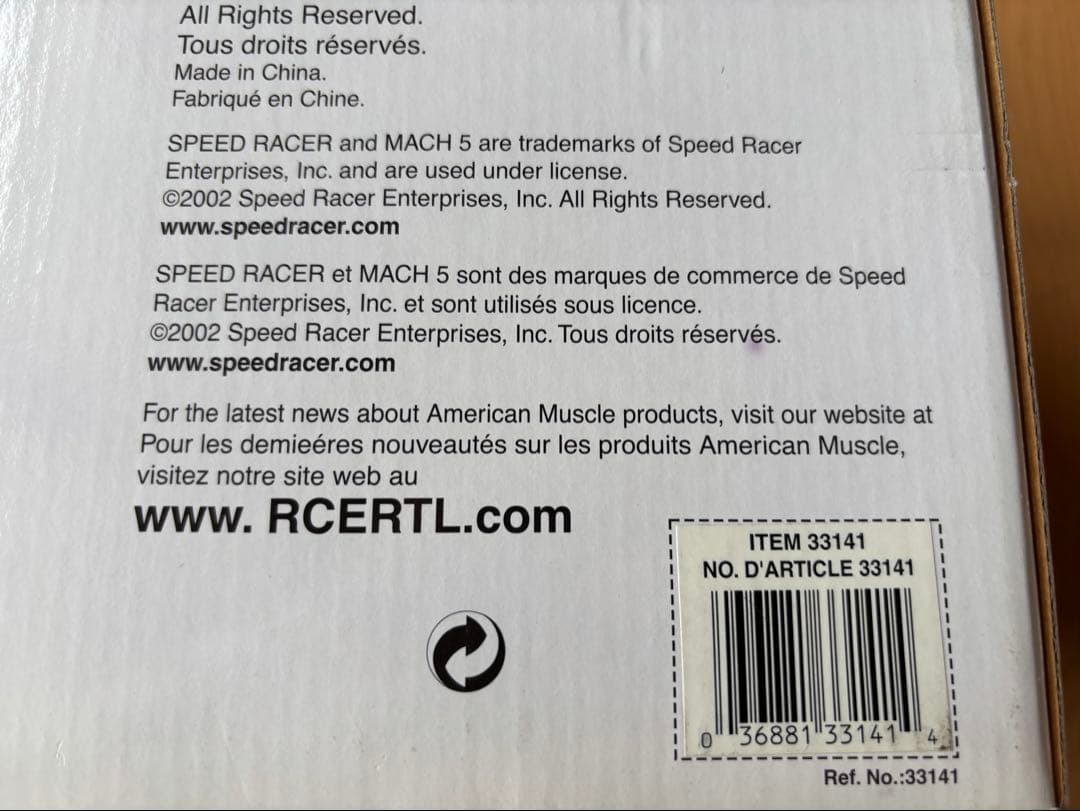 All Rights Reserved.
Tous droits réservés.
Made in China.
Fabriqué en Chine.
SPEED RACER and MACH 5 are trademarks of Speed Racer
Enterprises, Inc. and are used under license.
©2002 Speed Racer Enterprises, Inc. All Rights Reserved.
www.speedracer.com
SPEED RACER et MACH 5 sont des marques de commerce de Speed
Racer Enterprises, Inc. et sont utilisés sous licence.
©2002 Speed Racer Enterprises, Inc. Tous droits réservés.
www.speedracer.com
For the latest news about American Muscle products, visit our website at
Pour les demieéres nouveautés sur les produits American Muscle,
visitez notre site web au
www. RCERTL.com
ITEM 33141
NO. D'ARTICLE 33141
0 36881 33141 4
Ref. No.:33141